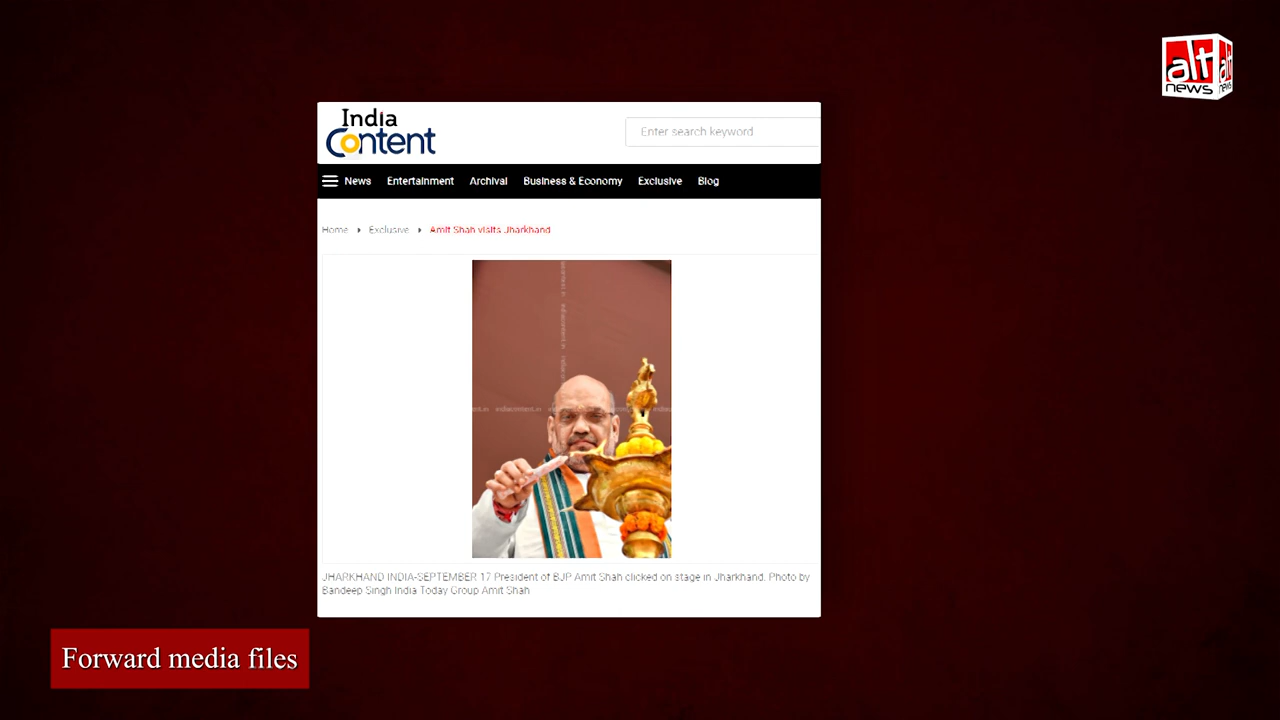 alt
news
India
Content
Enter search keyword
News Entertainment Archival Business & Economy Exclusive Blog
Home Exclusive Amit Shah visits Jharkhand
indiacontent.in
JHARKHAND INDIA-SEPTEMBER 17 President of BJP Amit Shah clicked on stage in Jharkhand. Photo by
Bandeep Singh India Today Group Amit Shah
Forward media files